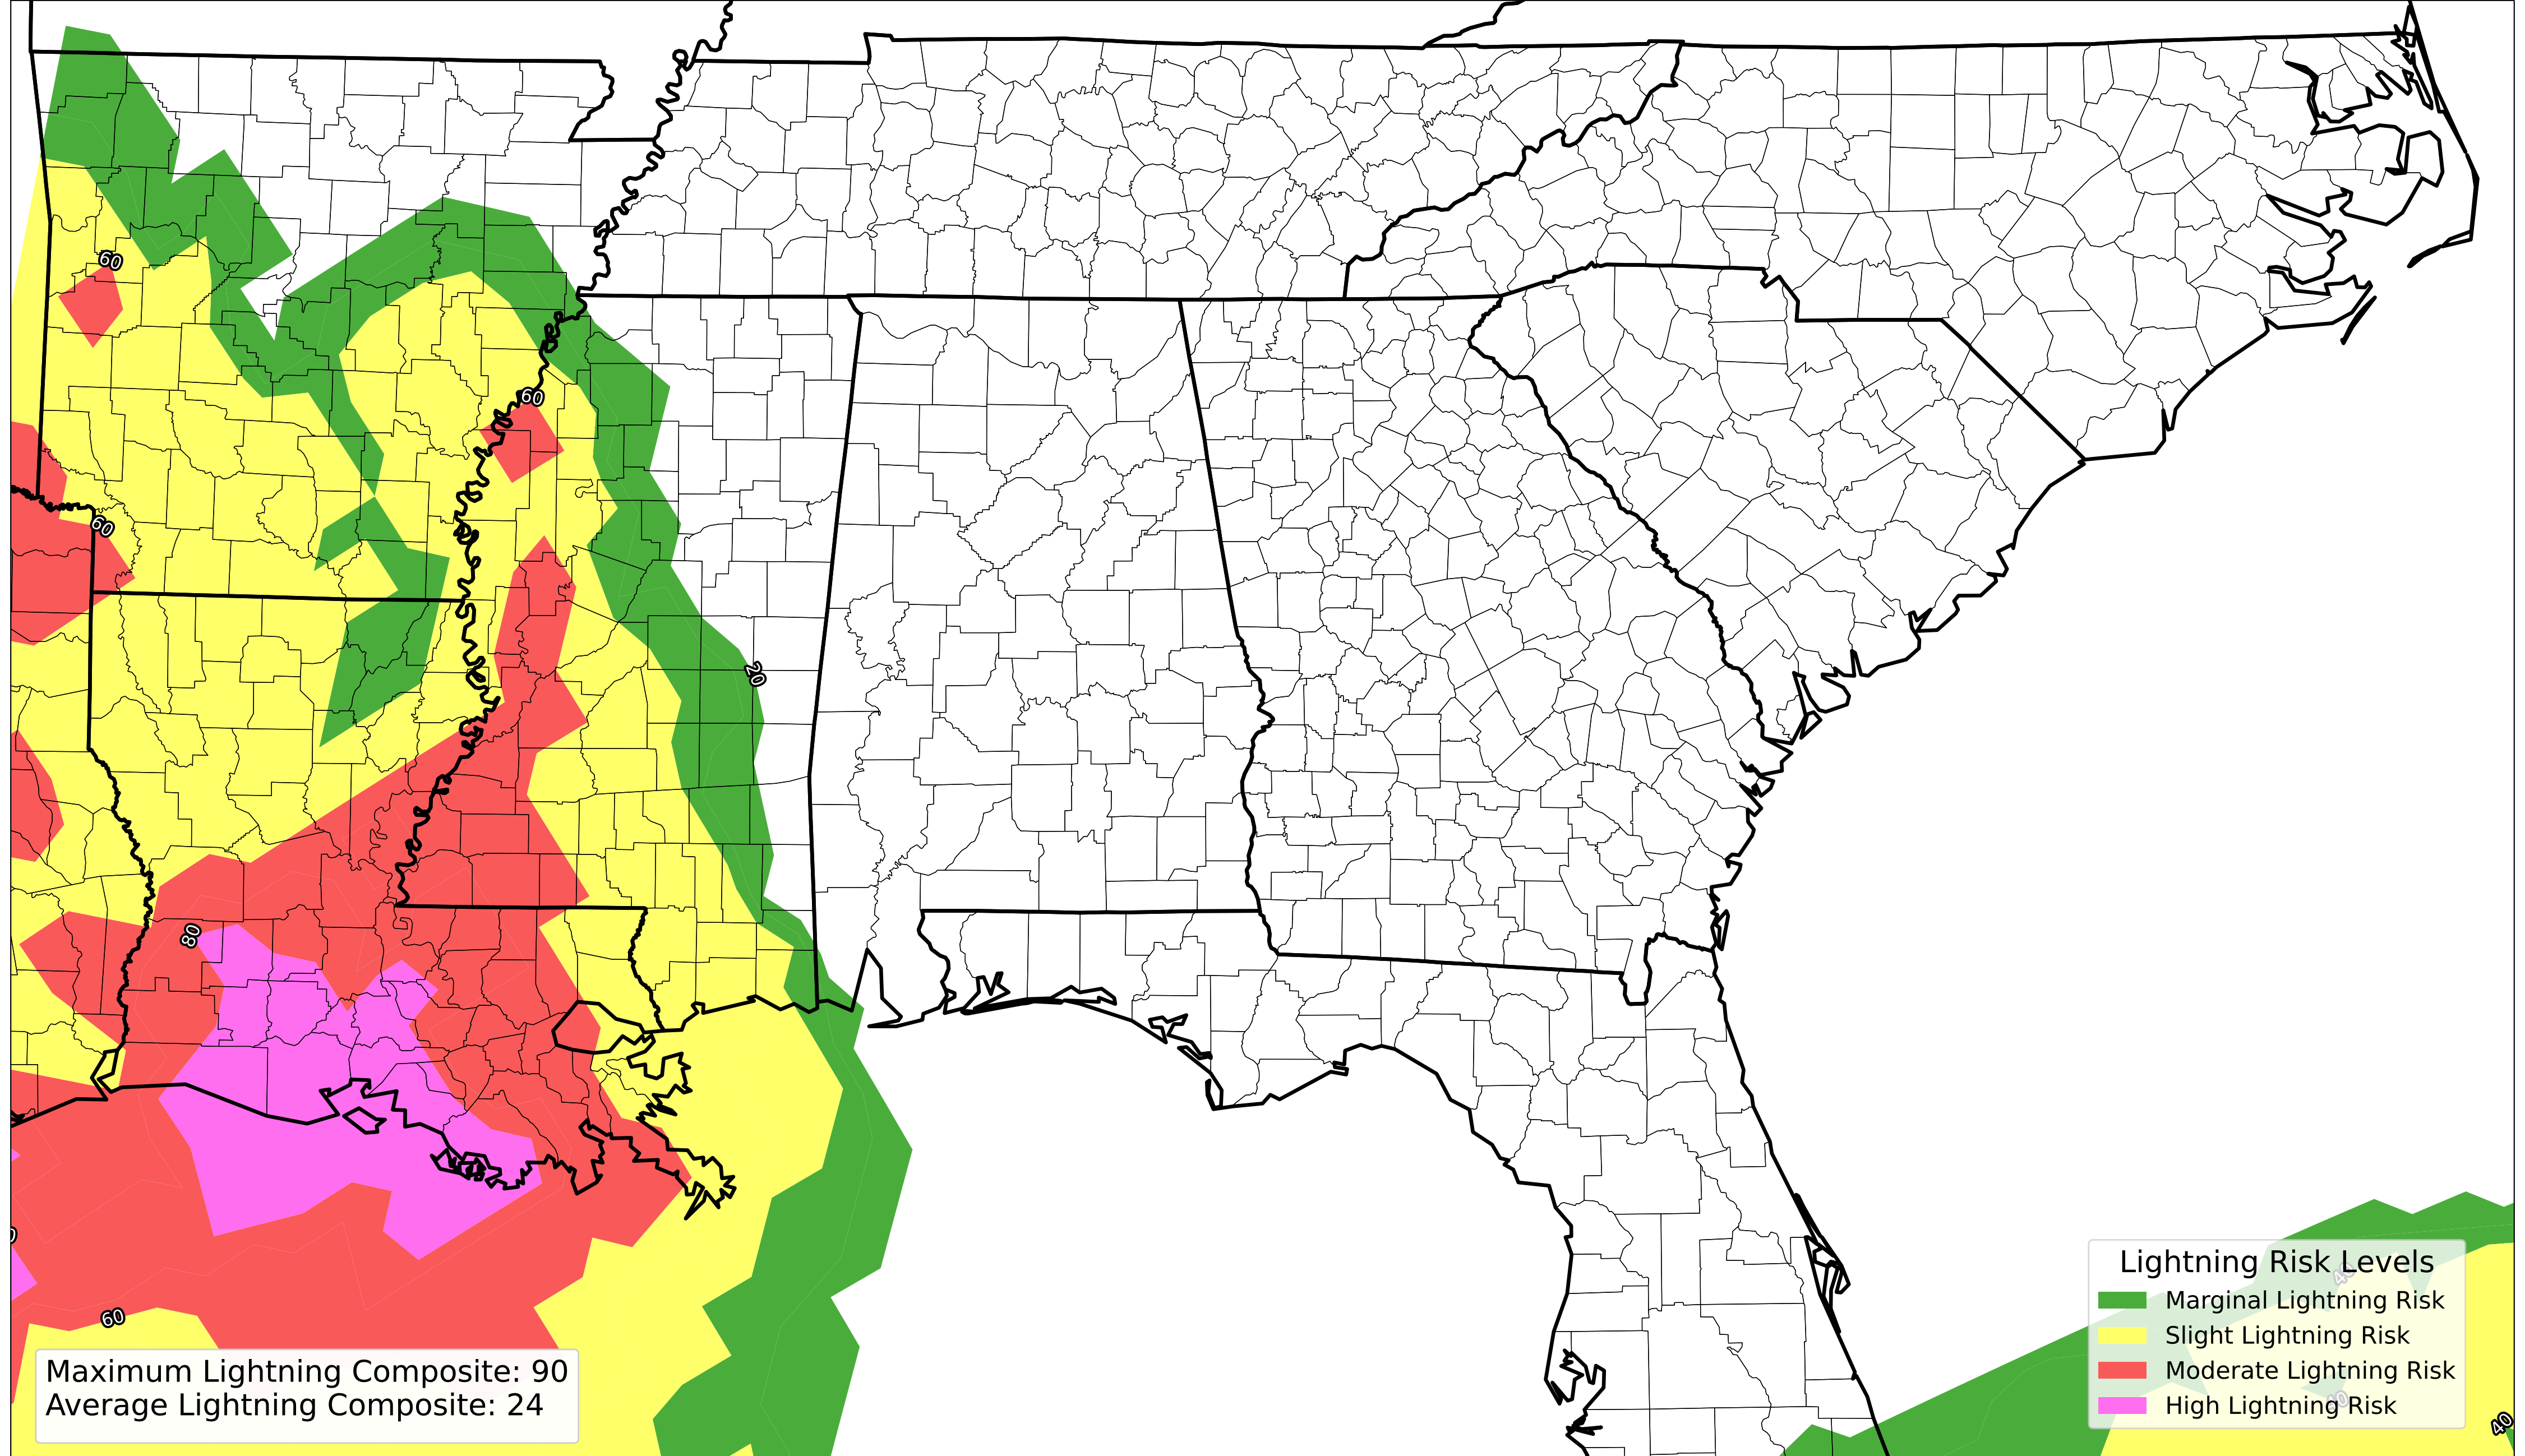 60
60
60
20
80
60
40
Lightning Risk Levels
Marginal Lightning Risk
Slight Lightning Risk
Moderate Lightning Risk
High Lightning Risk
40
Maximum Lightning Composite: 90
Average Lightning Composite: 24